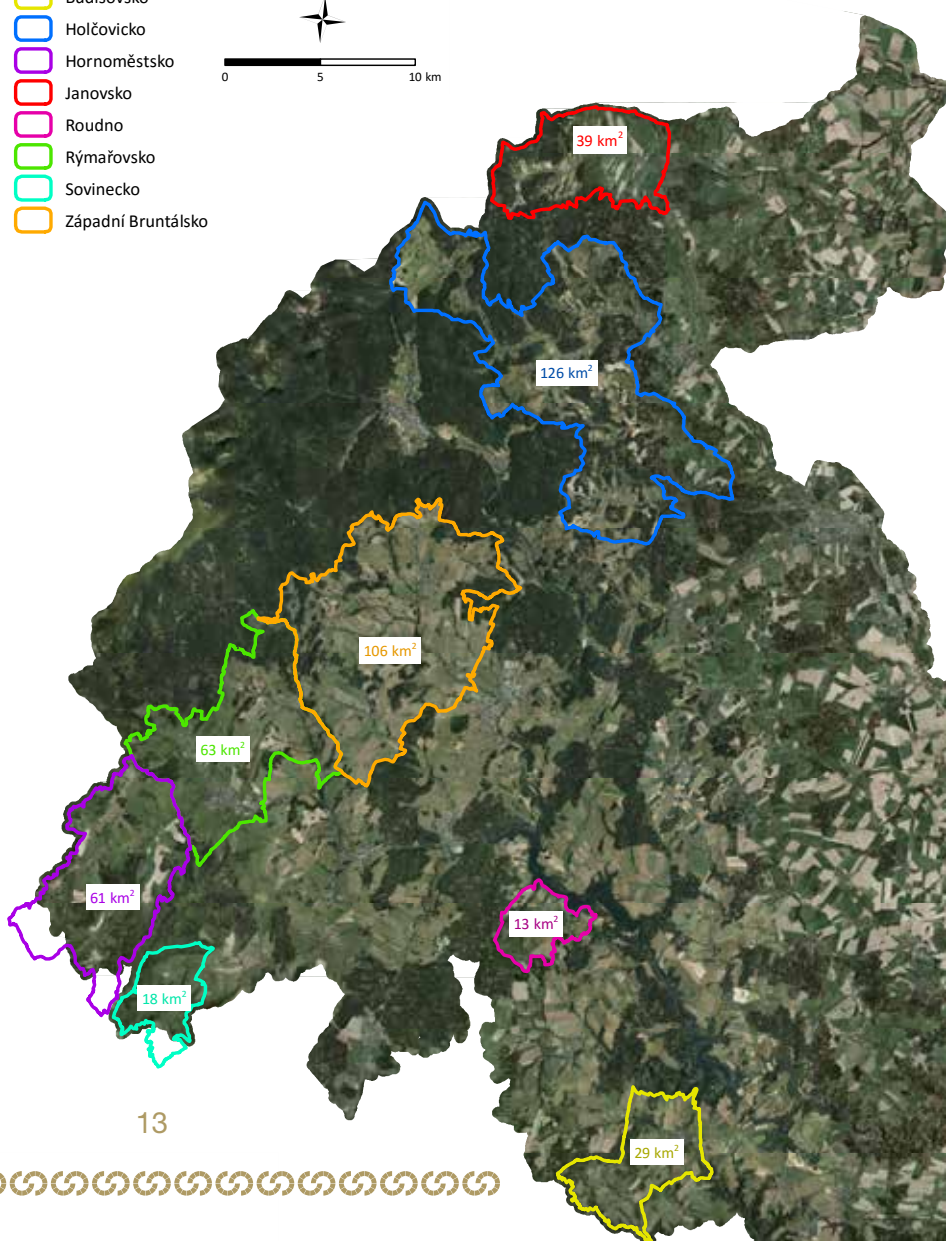 Holčovicko
Hornoměstsko
Janovsko
Roudno
Rýmařovsko
Sovinecko
Západní Bruntálsko
0 5 10 km
39 km²
126 km²
106 km²
63 km²
61 km²
13 km²
18 km²
29 km²
13